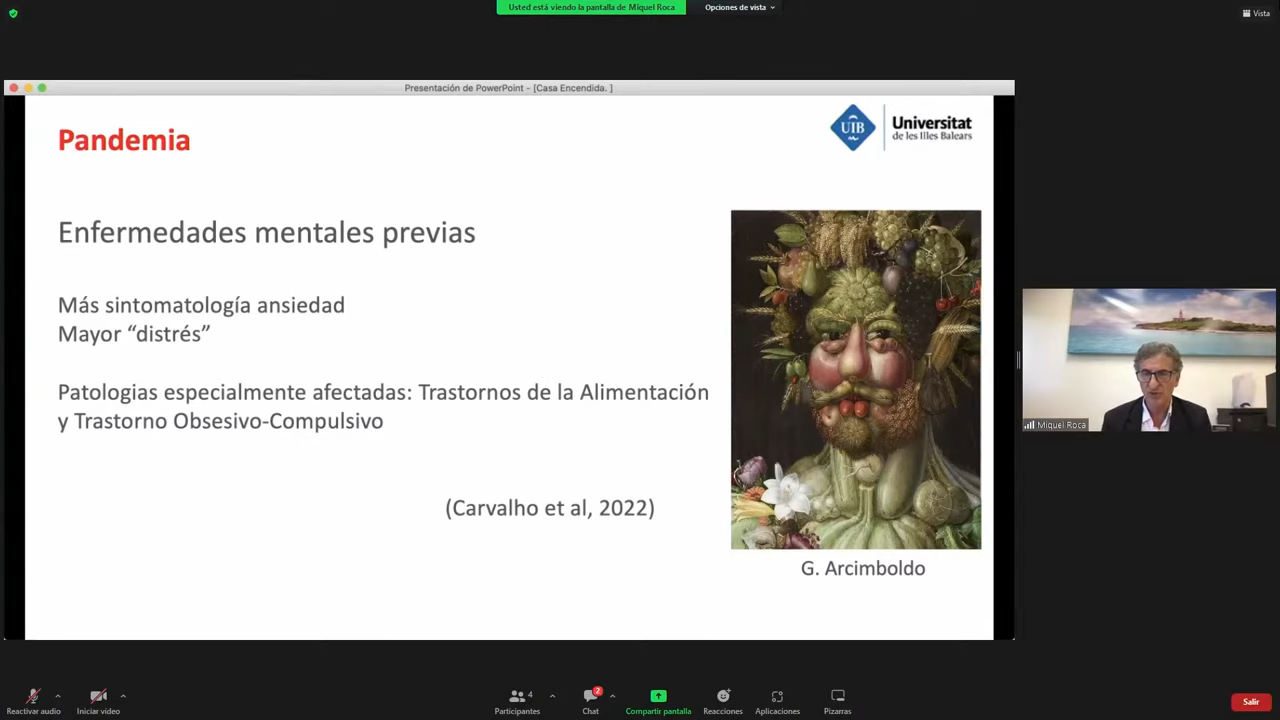 Usted está viendo la pantalla de Miquel Roca
Opciones de vista
Vista
Presentación de PowerPoint - [Casa Encendida. ]
Pandemia
UIB
Universitat
de les Illes Balears
Enfermedades mentales previas
Más sintomatología ansiedad
Mayor “distrés”
Patologias especialmente afectadas: Trastornos de la Alimentación
y Trastorno Obsesivo-Compulsivo
(Carvalho et al, 2022)
G. Arcimboldo
Miquel Roca
Reactivar audio
Iniciar video
4
Participantes
2
Chat
Compartir pantalla
Reacciones
Aplicaciones
Pizarras
Salir